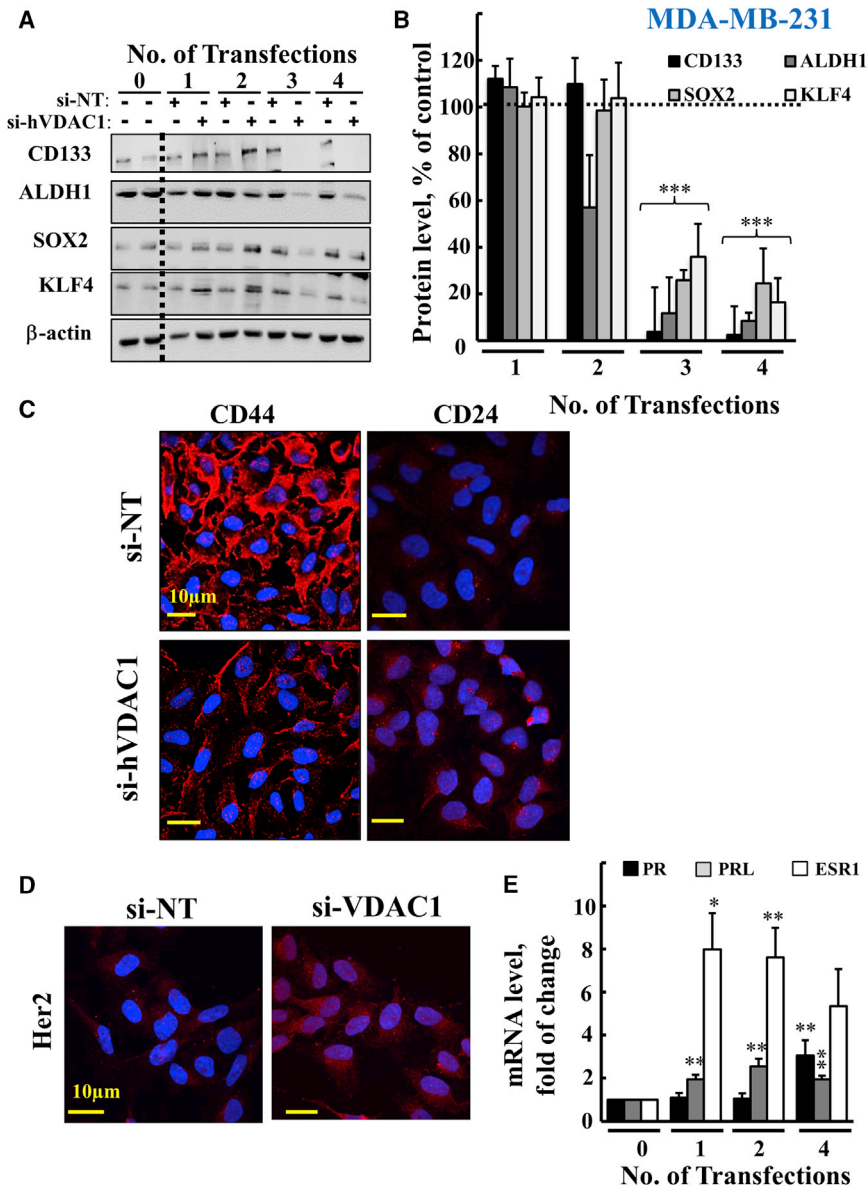 A
No. of Transfections
0 1 2 3 4
si-NT: - - + - + - + - + -
si-hVDAC1: - - - + - + - + - +
CD133
ALDH1
SOX2
KLF4
β-actin
B
MDA-MB-231
CD133 ALDH1
SOX2 KLF4
Protein level, % of control
120
100
80
60
40
20
0
*** ***
1 2 3 4
No. of Transfections
C
CD44 CD24
si-NT
10µm
si-hVDAC1
D
si-NT si-VDAC1
Her2
10µm
E
PR PRL ESR1
mRNA level,
fold of change
10
8
6
4
2
0
* ** ** ** ** **
0 1 2 4
No. of Transfections